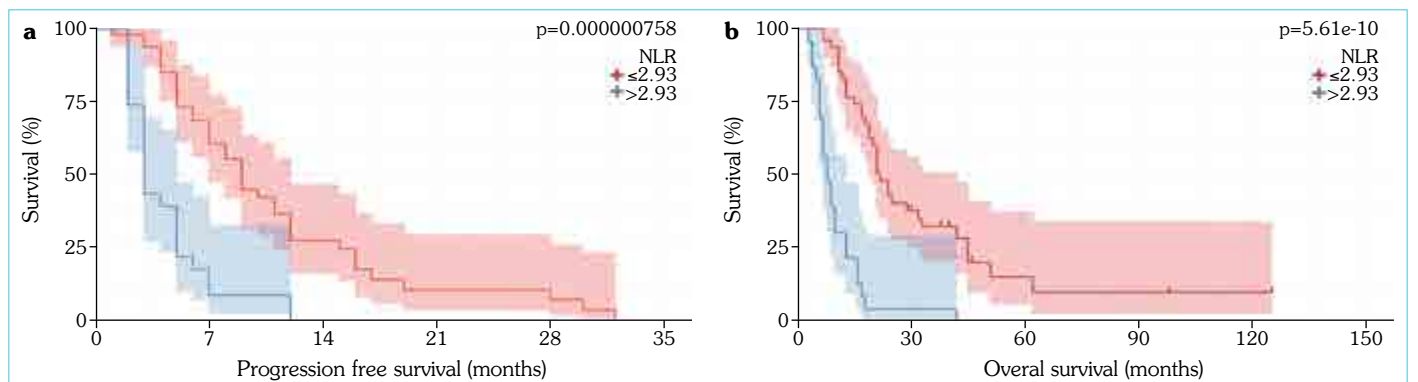 a
p=0.000000758
NLR
≤2.93
>2.93
Survival (%)
100
75
50
25
0
0 7 14 21 28 35
Progression free survival (months)
b
p=5.61e-10
NLR
≤2.93
>2.93
Survival (%)
100
75
50
25
0
0 30 60 90 120 150
Overal survival (months)